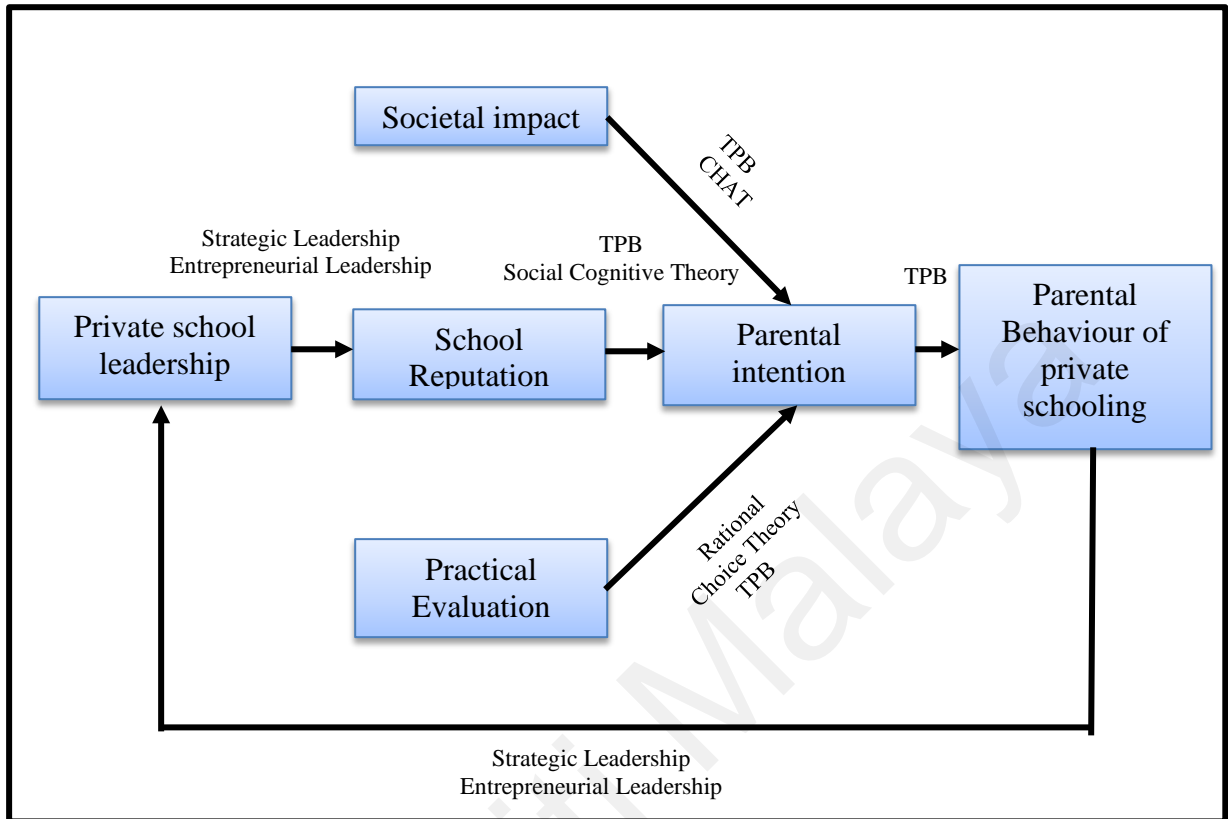 Societal impact
TPB
CHAT
Strategic Leadership
Entrepreneurial Leadership
TPB
Social Cognitive Theory
TPB
Private school
leadership
School
Reputation
Parental
intention
Parental
Behaviour of
private
schooling
Practical
Evaluation
Rational
Choice Theory
TPB
Strategic Leadership
Entrepreneurial Leadership
iti Malaya